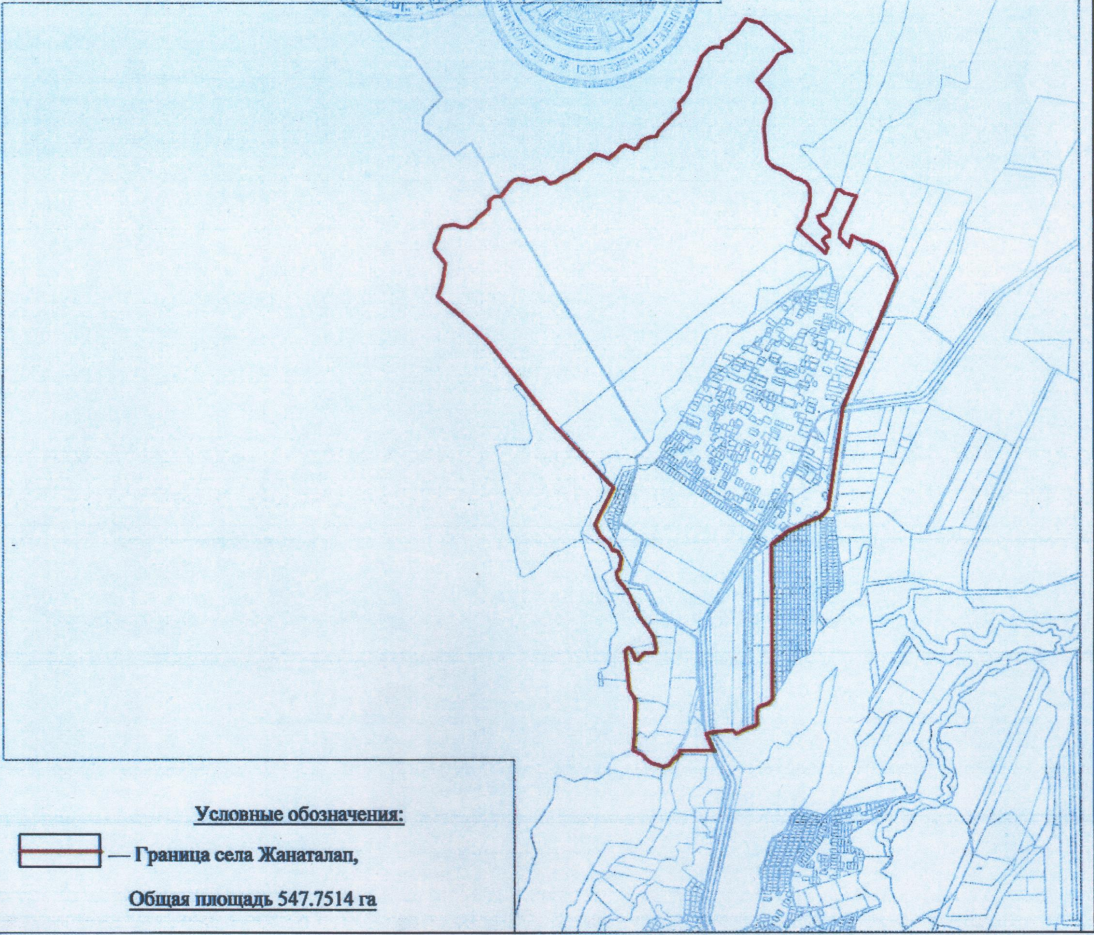 Условные обозначения:
— Граница села Жанаталап,
Общая площадь 547.7514 га